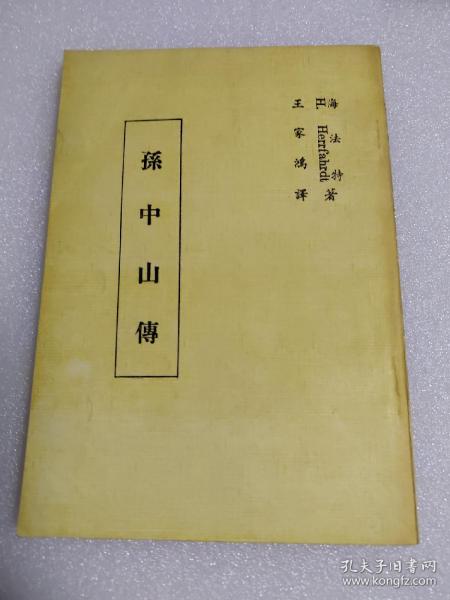 海法特著
H. Herrfahrdt
王家鴻譯
孫中山傳
孔夫子旧书网
www.kongfz.com